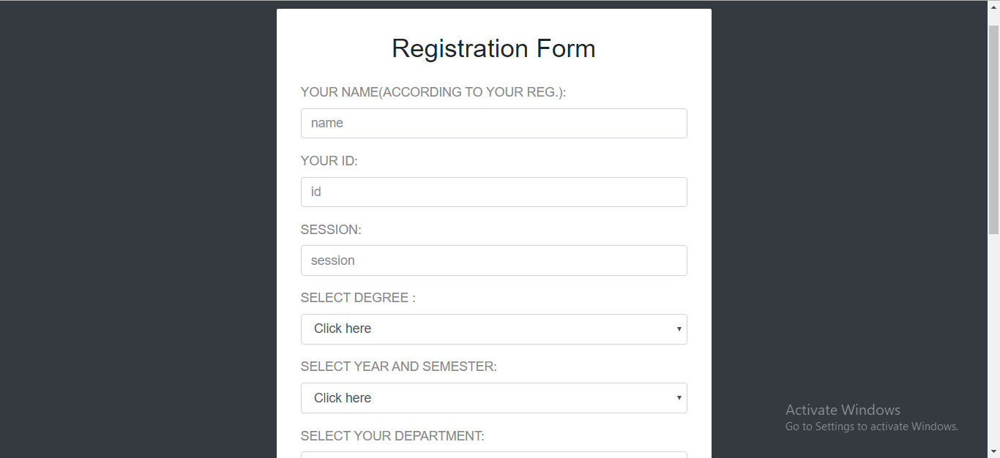 Registration Form
YOUR NAME(ACCORDING TO YOUR REG.):
name
YOUR ID:
id
SESSION:
session
SELECT DEGREE :
Click here
SELECT YEAR AND SEMESTER:
Click here
SELECT YOUR DEPARTMENT:
Activate Windows
Go to Settings to activate Windows.